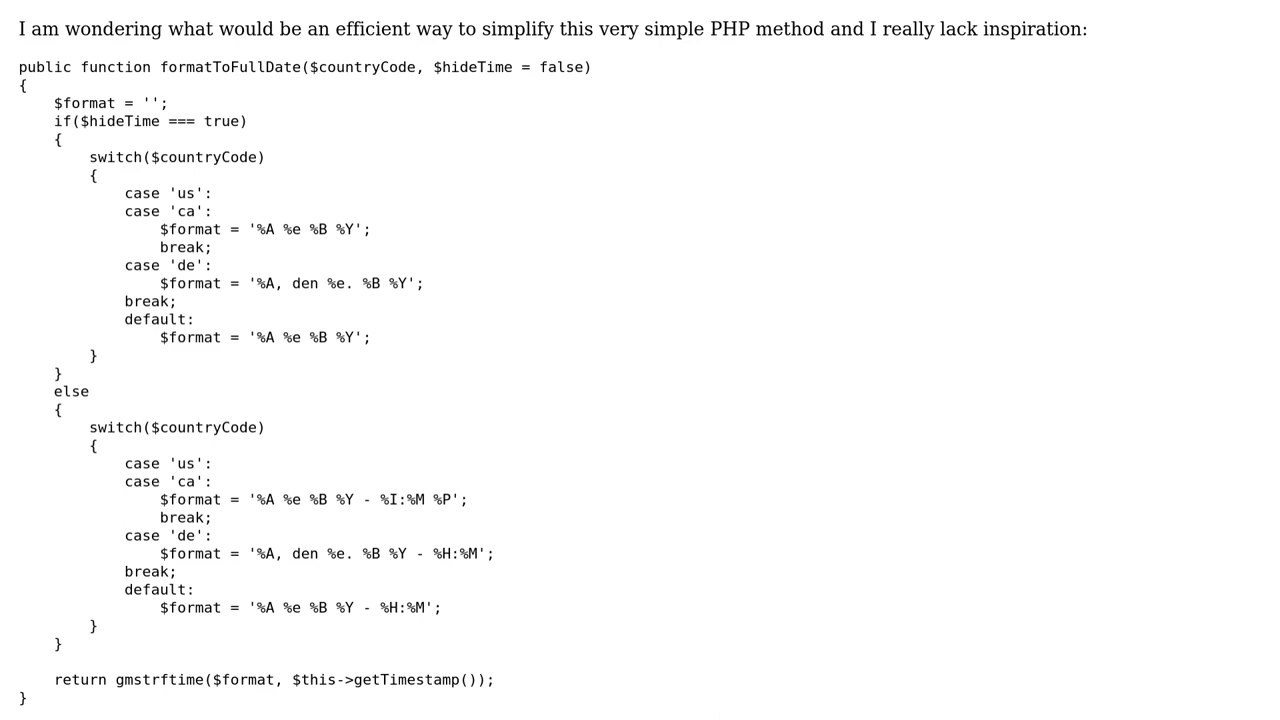 I am wondering what would be an efficient way to simplify this very simple PHP method and I really lack inspiration:
public function formatToFullDate($countryCode, $hideTime = false)
{
    $format = '';
    if($hideTime === true)
    {
        switch($countryCode)
        {
            case 'us':
            case 'ca':
                $format = '%A %e %B %Y';
                break;
            case 'de':
                $format = '%A, den %e. %B %Y';
            break;
            default:
                $format = '%A %e %B %Y';
        }
    }
    else
    {
        switch($countryCode)
        {
            case 'us':
            case 'ca':
                $format = '%A %e %B %Y - %I:%M %P';
                break;
            case 'de':
                $format = '%A, den %e. %B %Y - %H:%M';
            break;
            default:
                $format = '%A %e %B %Y - %H:%M';
        }
    }

    return gmstrftime($format, $this->getTimestamp());
}